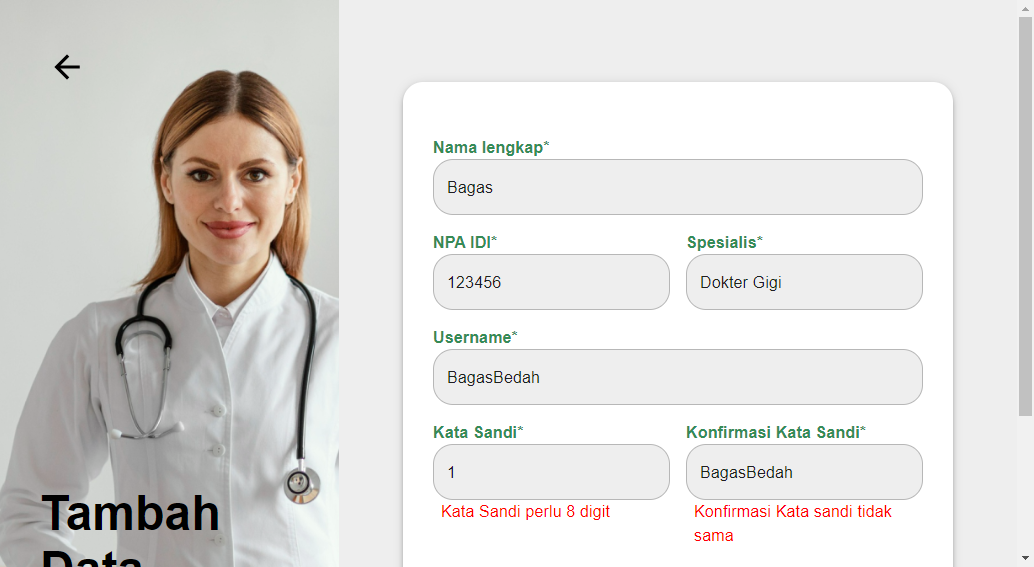 Nama lengkap*
Bagas
NPA IDI*
Spesialis*
123456
Dokter Gigi
Username*
BagasBedah
Kata Sandi*
Konfirmasi Kata Sandi*
1
BagasBedah
Kata Sandi perlu 8 digit
Konfirmasi Kata sandi tidak
sama
Tambah
Data